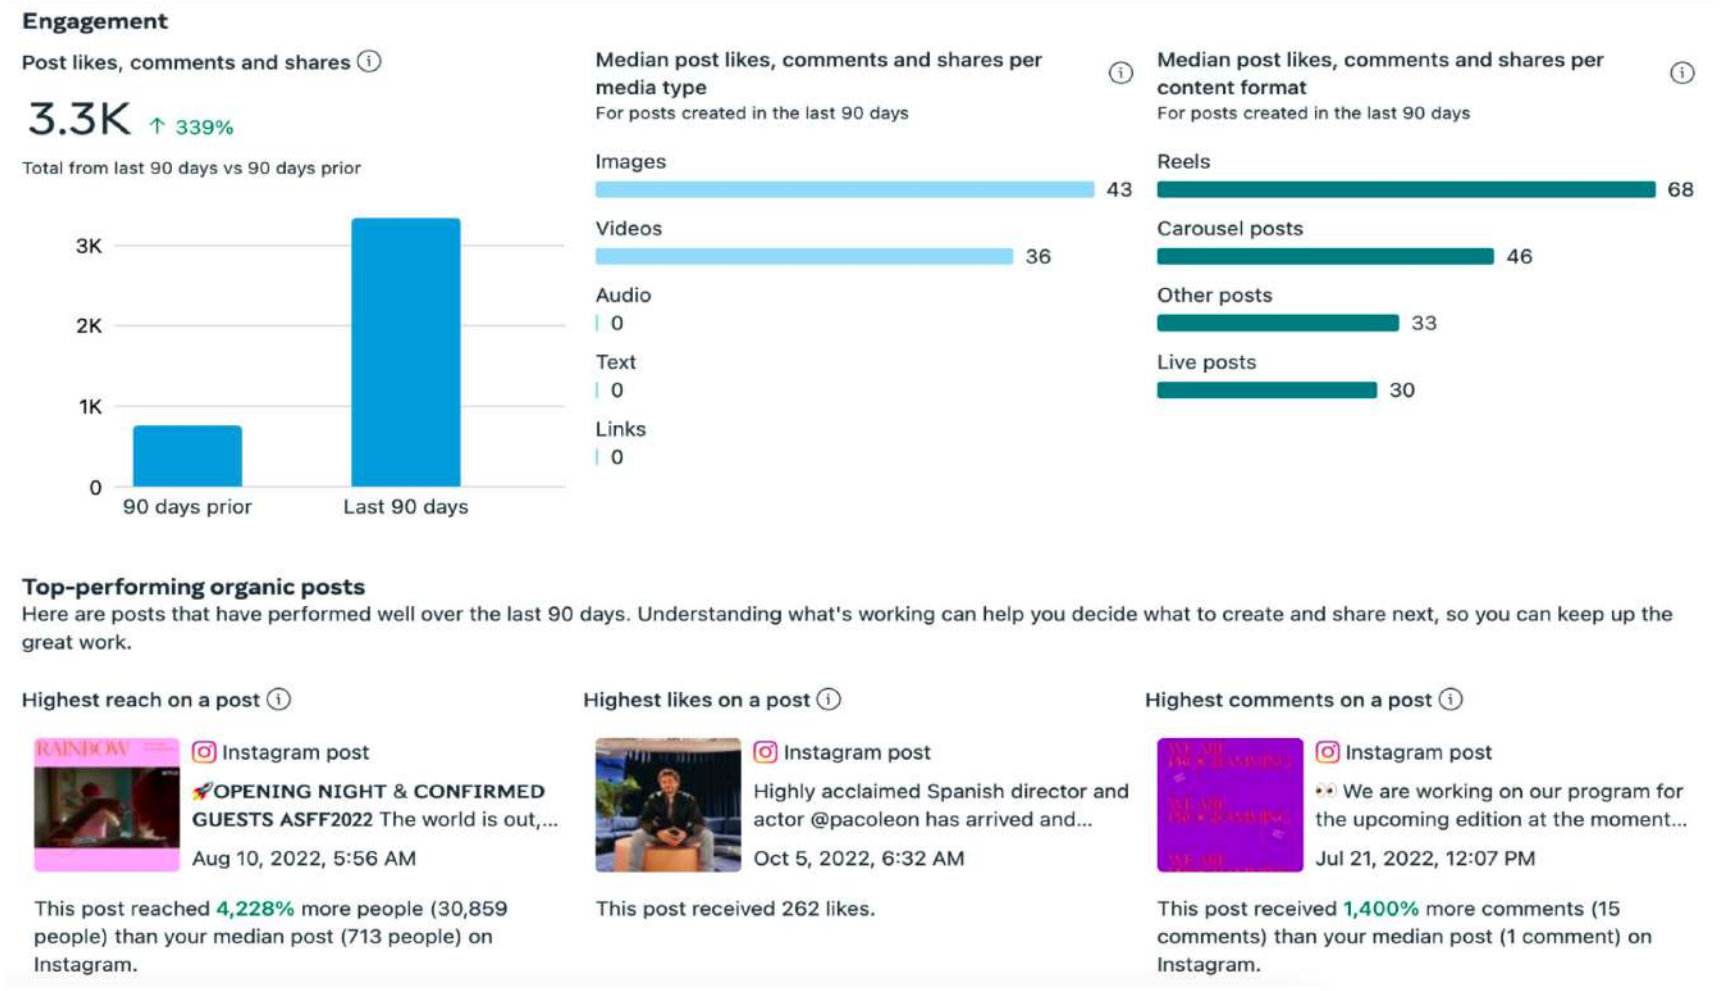 Engagement
Post likes, comments and shares
3.3K ↑ 339%
Total from last 90 days vs 90 days prior
3K
2K
1K
0
90 days prior
Last 90 days
Median post likes, comments and shares per
media type
For posts created in the last 90 days
Images
43
Videos
36
Audio
0
Text
0
Links
0
Median post likes, comments and shares per
content format
For posts created in the last 90 days
Reels
68
Carousel posts
46
Other posts
33
Live posts
30
Top-performing organic posts
Here are posts that have performed well over the last 90 days. Understanding what's working can help you decide what to create and share next, so you can keep up the
great work.
Highest reach on a post
RAINBOW
Instagram post
🚀OPENING NIGHT & CONFIRMED
GUESTS ASFF2022 The world is out,...
Aug 10, 2022, 5:56 AM
This post reached 4,228% more people (30,859
people) than your median post (713 people) on
Instagram.
Highest likes on a post
Instagram post
Highly acclaimed Spanish director and
actor @pacoleon has arrived and...
Oct 5, 2022, 6:32 AM
This post received 262 likes.
Highest comments on a post
WE ARE
PROGRAMMING
WE ARE
PROGRAMMING
WE ARE
Instagram post
👀 We are working on our program for
the upcoming edition at the moment...
Jul 21, 2022, 12:07 PM
This post received 1,400% more comments (15
comments) than your median post (1 comment) on
Instagram.